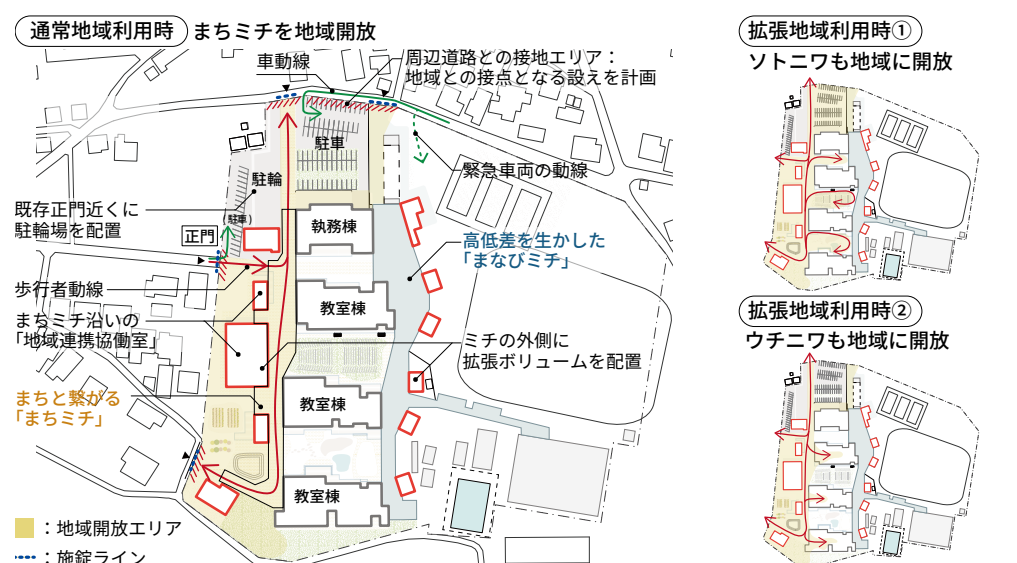 通常地域利用時 まちミチを地域開放
車動線
周辺道路との接地エリア：
地域との接点となる設えを計画
駐車
緊急車両の動線
駐輪
既存正門近くに
駐輪場を配置
(駐車)
正門
執務棟
高低差を生かした
「まなびミチ」
歩行者動線
まちミチ沿いの
「地域連携協働室」
教室棟
ミチの外側に
拡張ボリュームを配置
まちと繋がる
「まちミチ」
教室棟
教室棟
：地域開放エリア
：施錠ライン
拡張地域利用時①
ソトニワも地域に開放
拡張地域利用時②
ウチニワも地域に開放